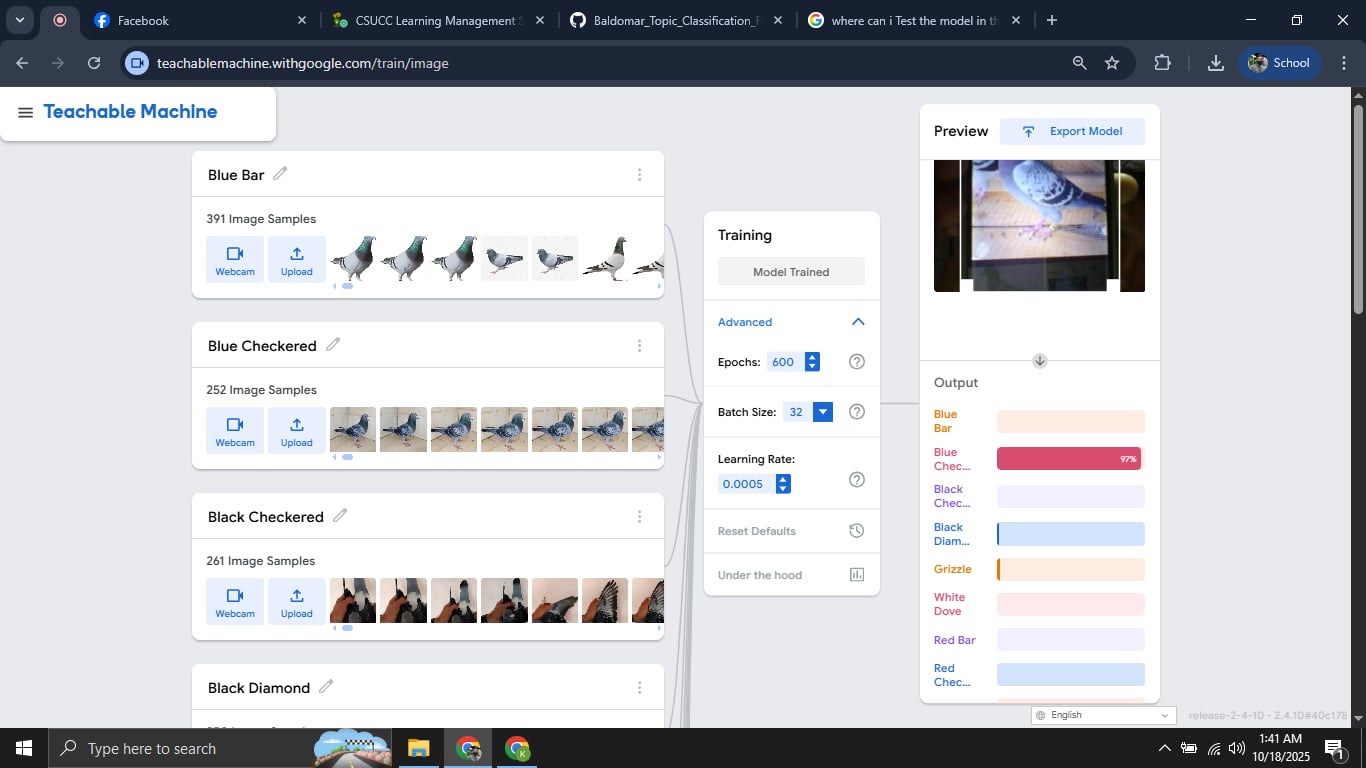 Facebook
CSUCC Learning Management S
Baldomar_Topic_Classification_F
where can i Test the model in th
teachablemachine.withgoogle.com/train/image
School
Teachable Machine
Blue Bar
391 Image Samples
Webcam
Upload
Blue Checkered
252 Image Samples
Webcam
Upload
Black Checkered
261 Image Samples
Webcam
Upload
Black Diamond
Training
Model Trained
Advanced
Epochs: 600
Batch Size: 32
Learning Rate:
0.0005
Reset Defaults
Under the hood
Preview
Export Model
Output
Blue
Bar
Blue
Chec...
97%
Black
Chec...
Black
Diam...
Grizzle
White
Dove
Red Bar
Red
Chec...
English
release-2-4-10 - 2.4.10#40c178
Type here to search
1:41 AM
10/18/2025
1